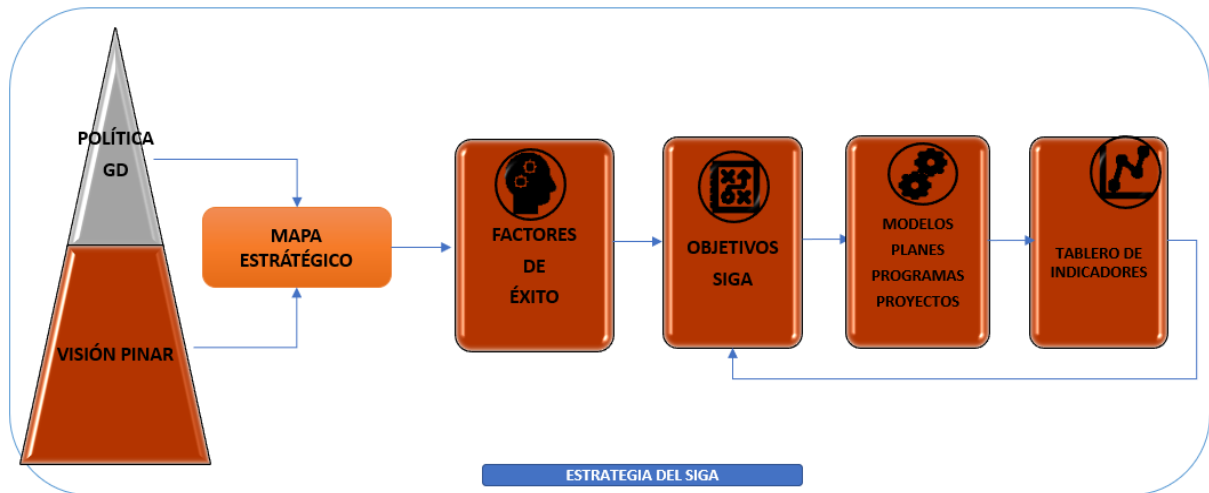 POLÍTICA
GD
VISIÓN PINAR
MAPA
ESTRÁTÉGICO
FACTORES
DE
ÉXITO
OBJETIVOS
SIGA
MODELOS
PLANES
PROGRAMAS
PROYECTOS
TABLERO DE
INDICADORES
ESTRATEGIA DEL SIGA